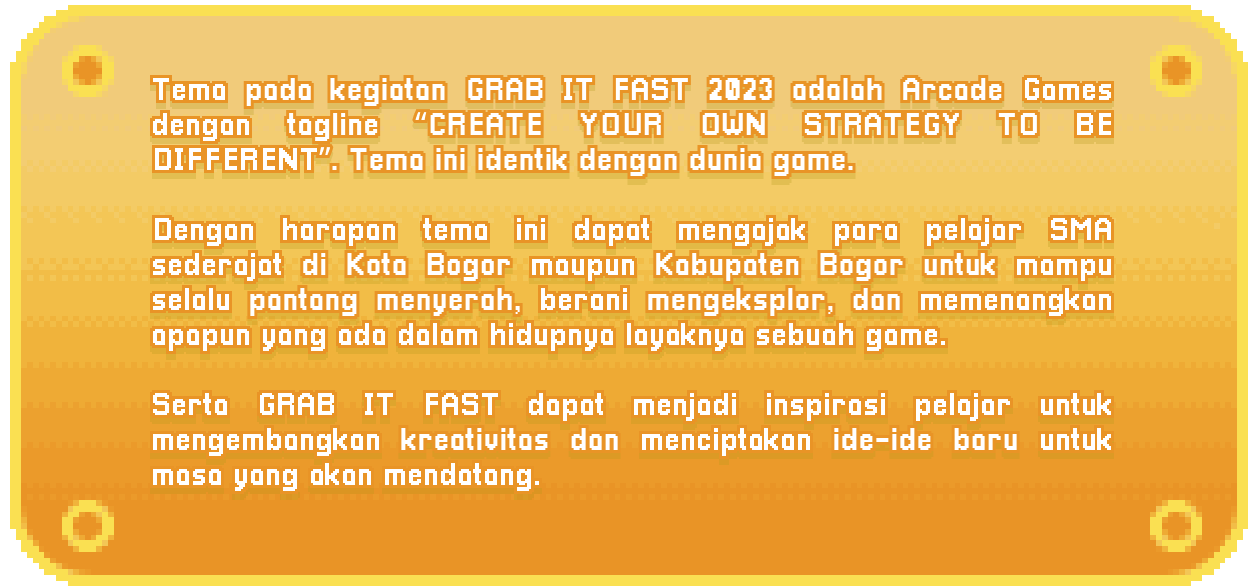 Tema pada kegiatan GRAB IT FAST 2023 adalah Arcade Games
dengan tagline “CREATE YOUR OWN STRATEGY TO BE
DIFFERENT”. Tema ini identik dengan dunia game.
Dengan harapan tema ini dapat mengajak para pelajar SMA
sederajat di Kota Bogor maupun Kabupaten Bogor untuk mampu
selalu pantang menyerah, berani mengeksplor, dan memenangkan
apapun yang ada dalam hidupnya layaknya sebuah game.
Serta GRAB IT FAST dapat menjadi inspirasi pelajar untuk
mengembangkan kreativitas dan menciptakan ide-ide baru untuk
masa yang akan mendatang.